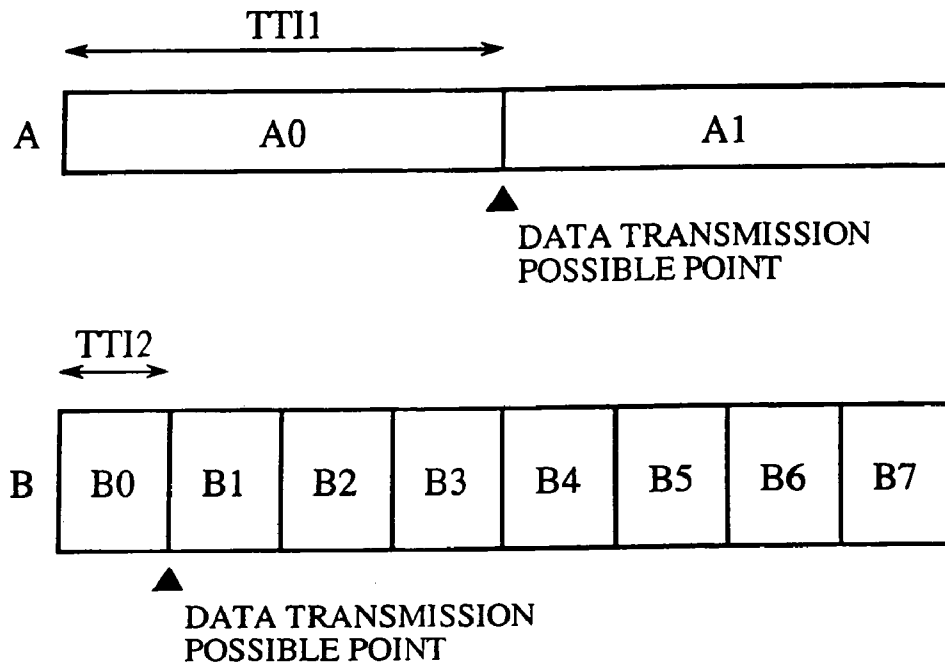 TTI1
A A0 A1
DATA TRANSMISSION
POSSIBLE POINT
TTI2
B B0 B1 B2 B3 B4 B5 B6 B7
DATA TRANSMISSION
POSSIBLE POINT